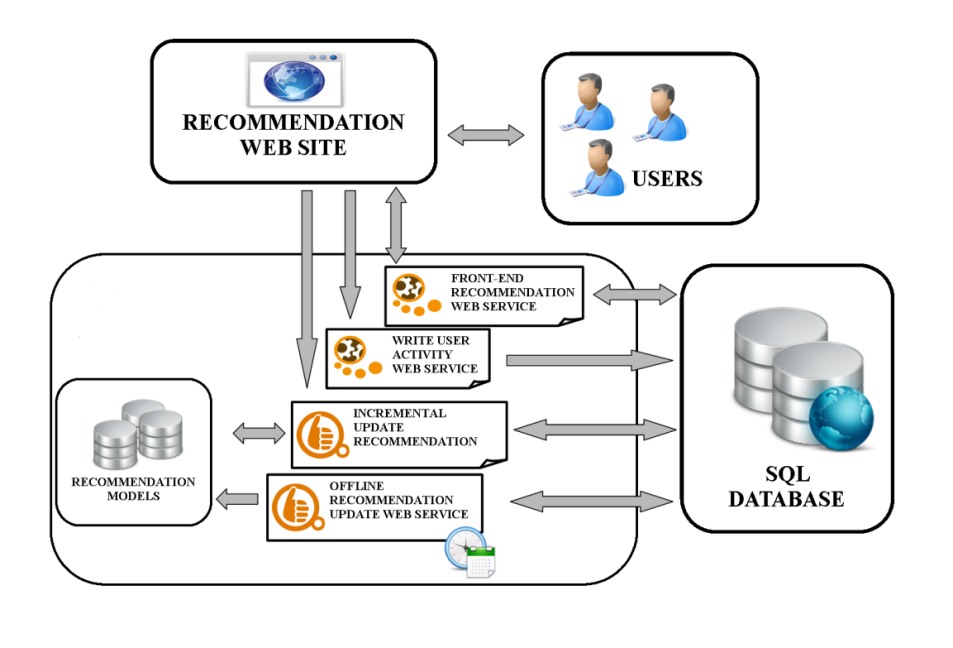 RECOMMENDATION
WEB SITE
USERS
FRONT-END
RECOMMENDATION
WEB SERVICE
WRITE USER
ACTIVITY
WEB SERVICE
INCREMENTAL
UPDATE
RECOMMENDATION
OFFLINE
RECOMMENDATION
UPDATE WEB SERVICE
RECOMMENDATION
MODELS
SQL
DATABASE